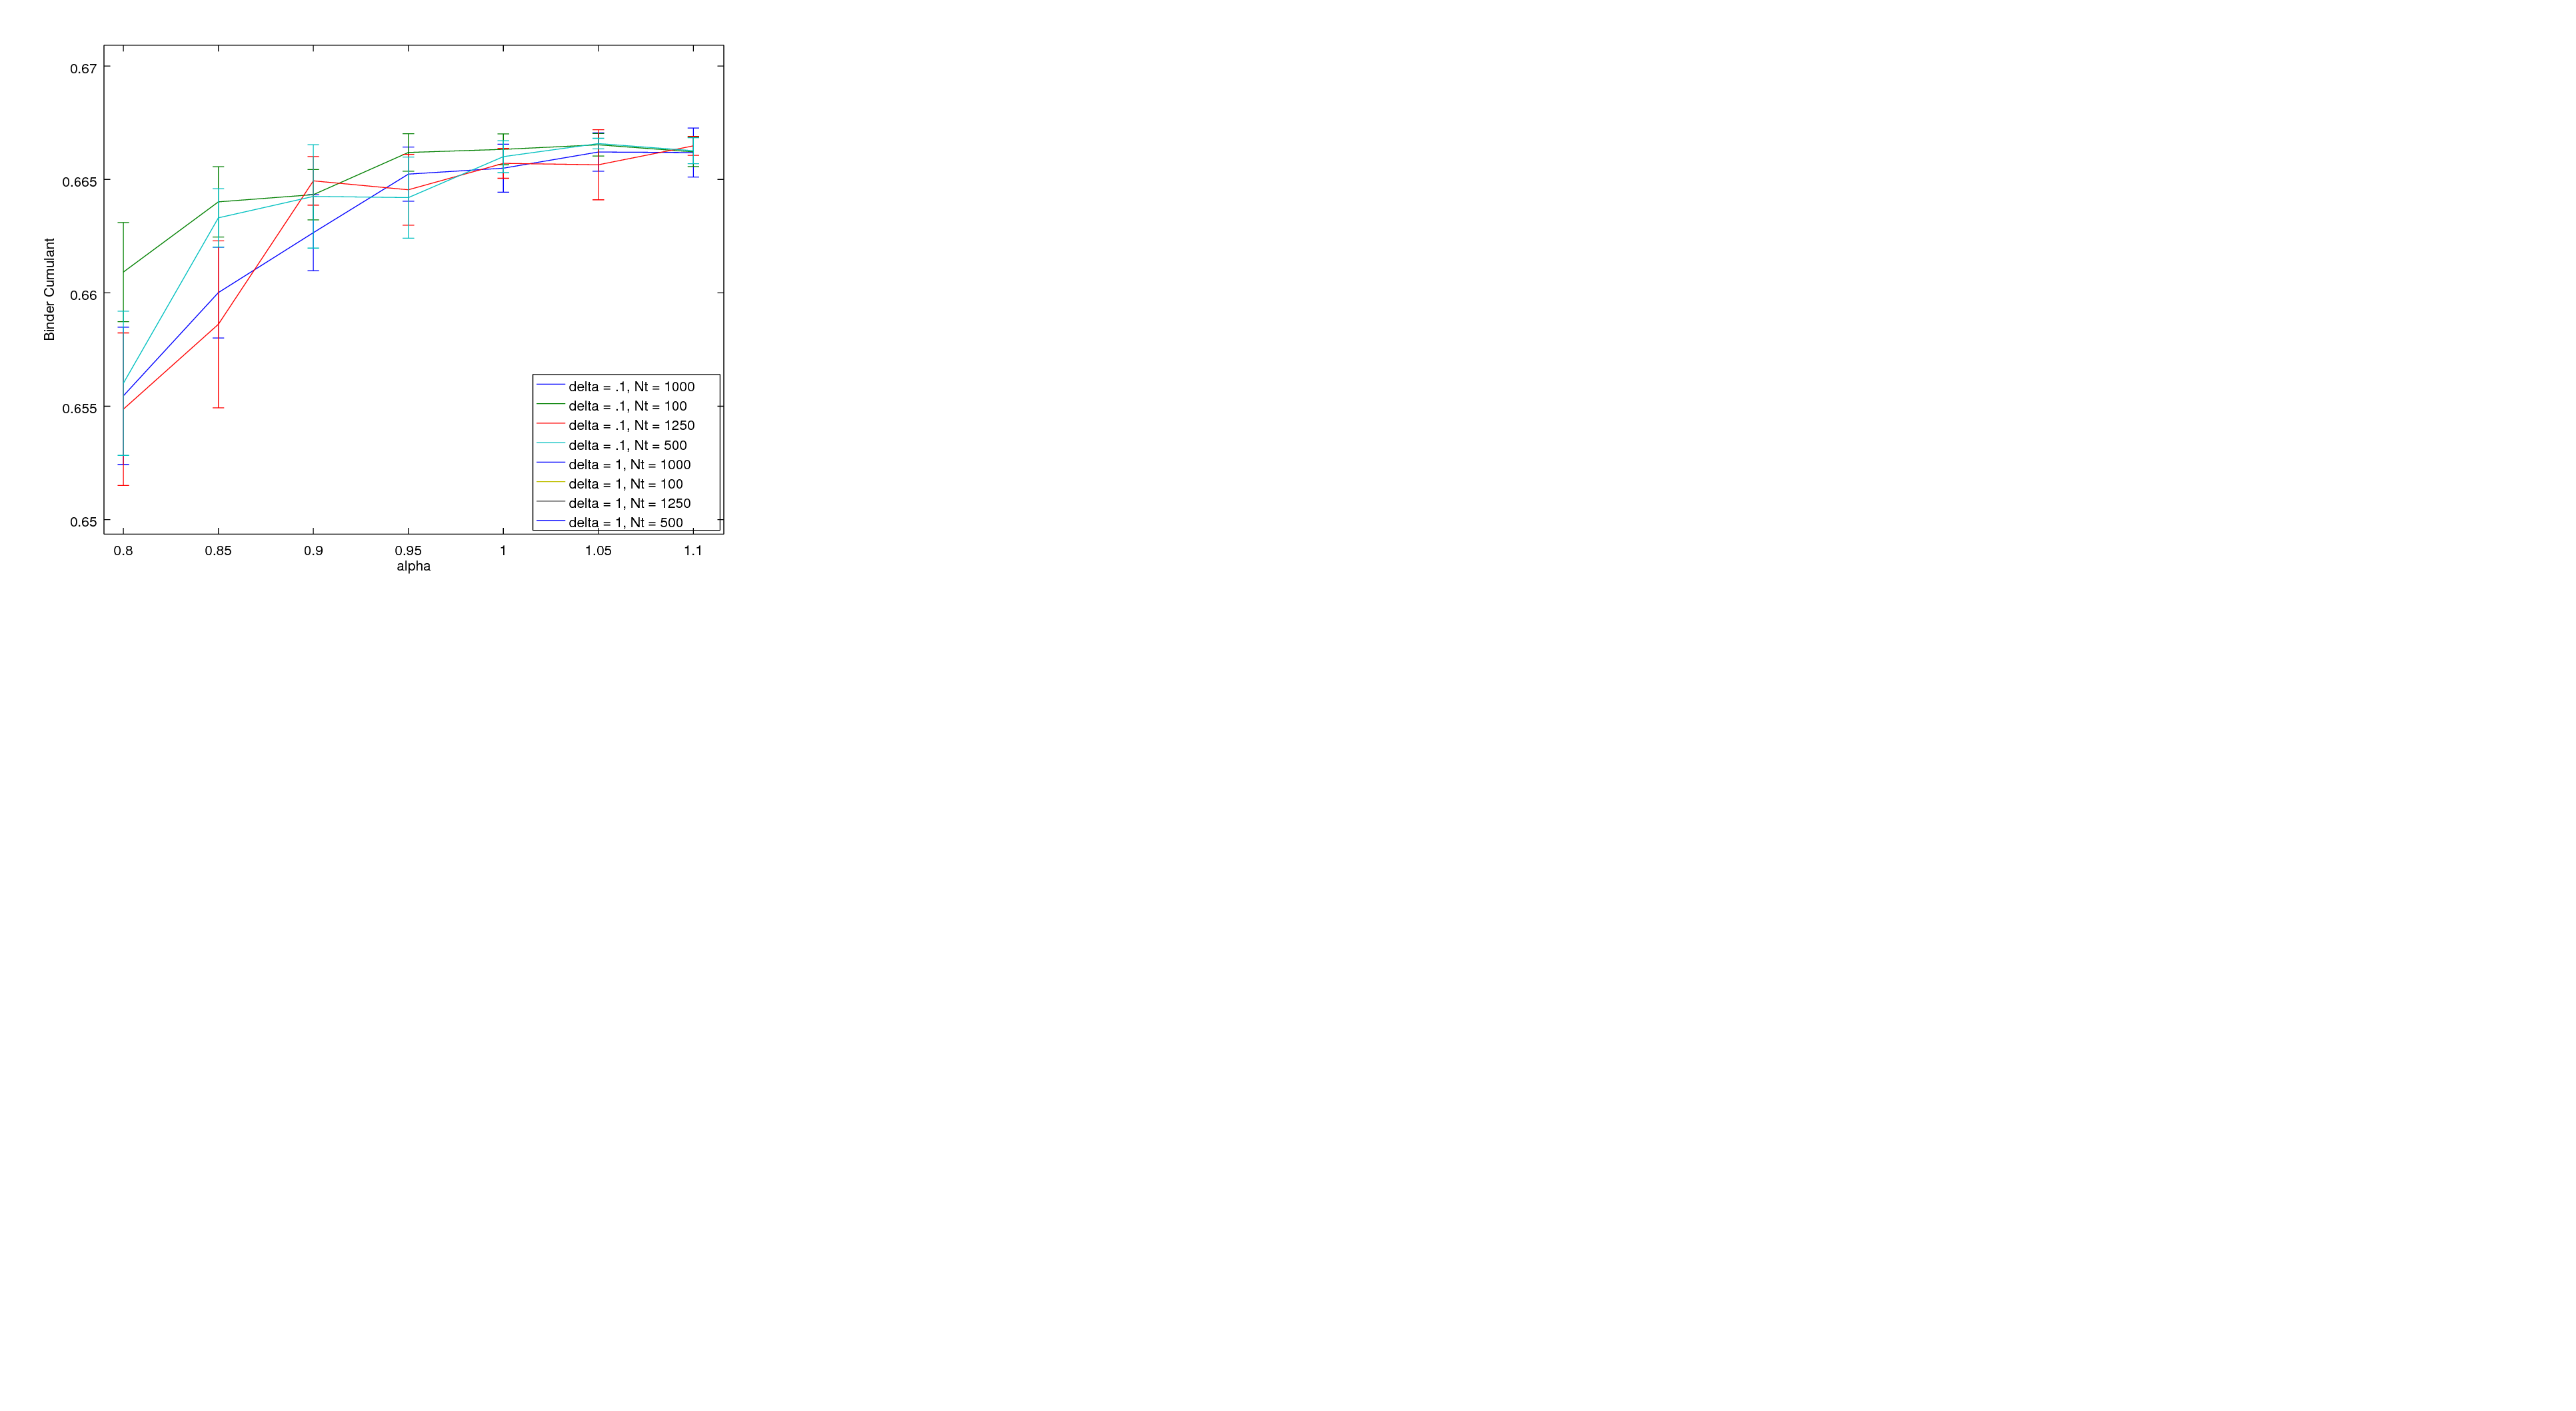 0.67
0.665
0.66
0.655
0.65
Binder Cumulant
delta = .1, Nt = 1000
delta = .1, Nt = 100
delta = .1, Nt = 1250
delta = .1, Nt = 500
delta = 1, Nt = 1000
delta = 1, Nt = 100
delta = 1, Nt = 1250
delta = 1, Nt = 500
0.8 0.85 0.9 0.95 1 1.05 1.1
alpha